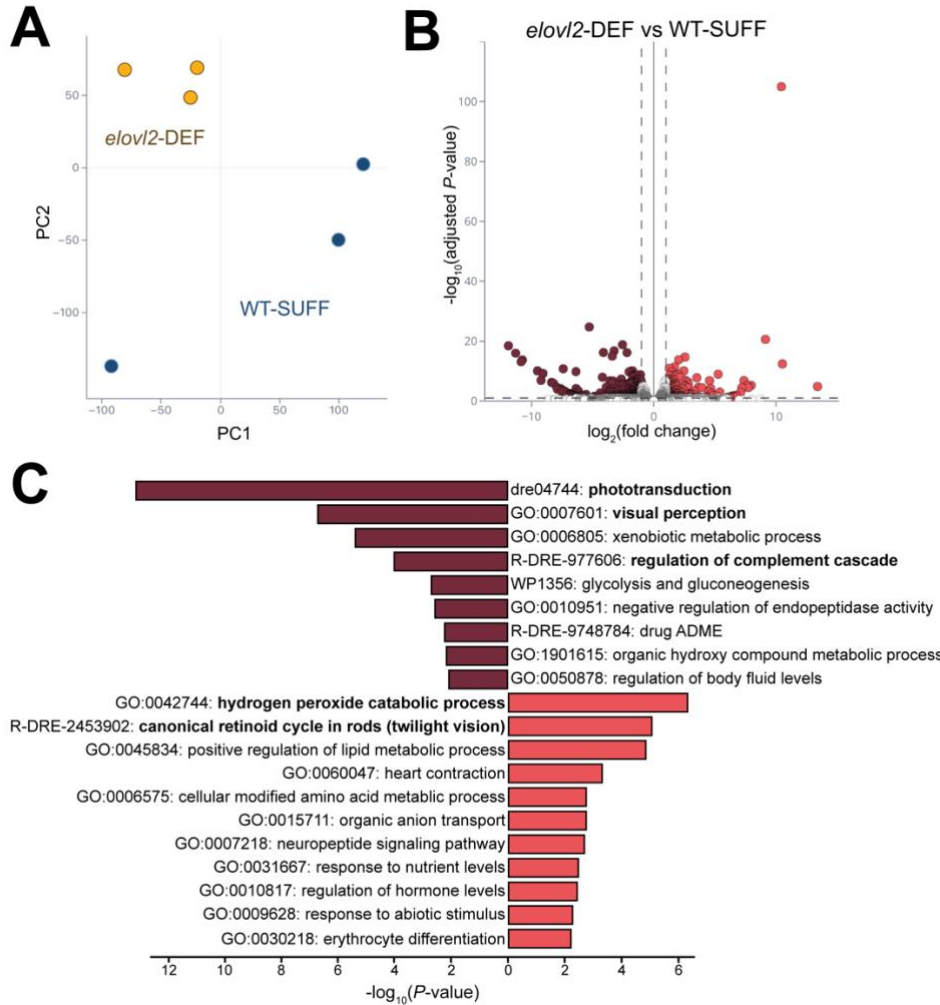 A
elovl2-DEF
WT-SUFF
PC2
PC1
50
0
−50
−100
−100
−50
0
50
100
B
elovl2-DEF vs WT-SUFF
-log10(adjusted P-value)
100
80
60
40
20
0
−10
0
10
log2(fold change)
C
dre04744: phototransduction
GO:0007601: visual perception
GO:0006805: xenobiotic metabolic process
R-DRE-977606: regulation of complement cascade
WP1356: glycolysis and gluconeogenesis
GO:0010951: negative regulation of endopeptidase activity
R-DRE-9748784: drug ADME
GO:1901615: organic hydroxy compound metabolic process
GO:0050878: regulation of body fluid levels
GO:0042744: hydrogen peroxide catabolic process
R-DRE-2453902: canonical retinoid cycle in rods (twilight vision)
GO:0045834: positive regulation of lipid metabolic process
GO:0060047: heart contraction
GO:0006575: cellular modified amino acid metablic process
GO:0015711: organic anion transport
GO:0007218: neuropeptide signaling pathway
GO:0031667: response to nutrient levels
GO:0010817: regulation of hormone levels
GO:0009628: response to abiotic stimulus
GO:0030218: erythrocyte differentiation
12 10 8 6 4 2 0 2 4 6
-log10(P-value)